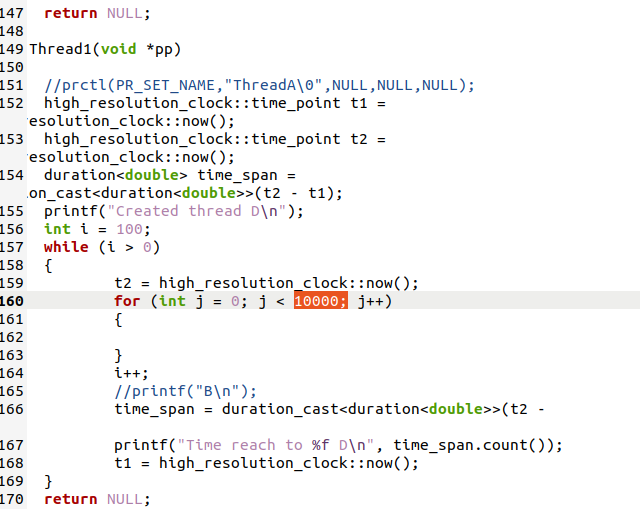 147 return NULL;
148
149 Thread1(void *pp)
150
151 //prctl(PR_SET_NAME,"ThreadA\0",NULL,NULL,NULL);
152 high_resolution_clock::time_point t1 =
esolution_clock::now();
153 high_resolution_clock::time_point t2 =
esolution_clock::now();
154 duration<double> time_span =
on_cast<duration<double>>(t2 - t1);
155 printf("Created thread D\n");
156 int i = 100;
157 while (i > 0)
158 {
159 t2 = high_resolution_clock::now();
160 for (int j = 0; j < 10000; j++)
161 {
162
163 }
164 i++;
165 //printf("B\n");
166 time_span = duration_cast<duration<double>>(t2 -
167 printf("Time reach to %f D\n", time_span.count());
168 t1 = high_resolution_clock::now();
169 }
170 return NULL;